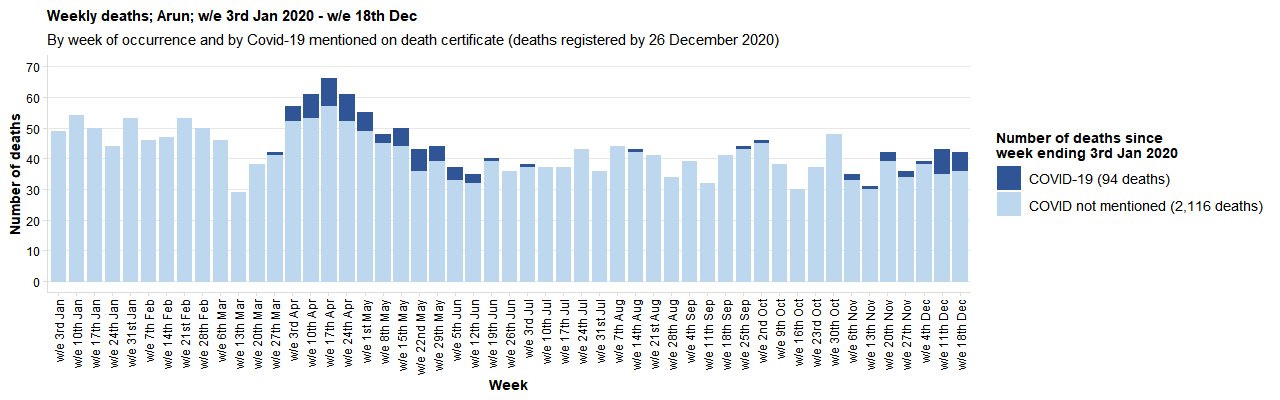 Weekly deaths; Arun; w/e 3rd Jan 2020 - w/e 18th Dec
By week of occurrence and by Covid-19 mentioned on death certificate (deaths registered by 26 December 2020)
Number of deaths
70
60
50
40
30
20
10
0
w/e 3rd Jan
w/e 10th Jan
w/e 17th Jan
w/e 24th Jan
w/e 31st Jan
w/e 7th Feb
w/e 14th Feb
w/e 21st Feb
w/e 28th Feb
w/e 6th Mar
w/e 13th Mar
w/e 20th Mar
w/e 27th Mar
w/e 3rd Apr
w/e 10th Apr
w/e 17th Apr
w/e 24th Apr
w/e 1st May
w/e 8th May
w/e 15th May
w/e 22nd May
w/e 29th May
w/e 5th Jun
w/e 12th Jun
w/e 19th Jun
w/e 26th Jun
w/e 3rd Jul
w/e 10th Jul
w/e 17th Jul
w/e 24th Jul
w/e 31st Jul
w/e 7th Aug
w/e 14th Aug
w/e 21st Aug
w/e 28th Aug
w/e 4th Sep
w/e 11th Sep
w/e 18th Sep
w/e 25th Sep
w/e 2nd Oct
w/e 9th Oct
w/e 16th Oct
w/e 23rd Oct
w/e 30th Oct
w/e 6th Nov
w/e 13th Nov
w/e 20th Nov
w/e 27th Nov
w/e 4th Dec
w/e 11th Dec
w/e 18th Dec
Week
Number of deaths since
week ending 3rd Jan 2020
COVID-19 (94 deaths)
COVID not mentioned (2,116 deaths)